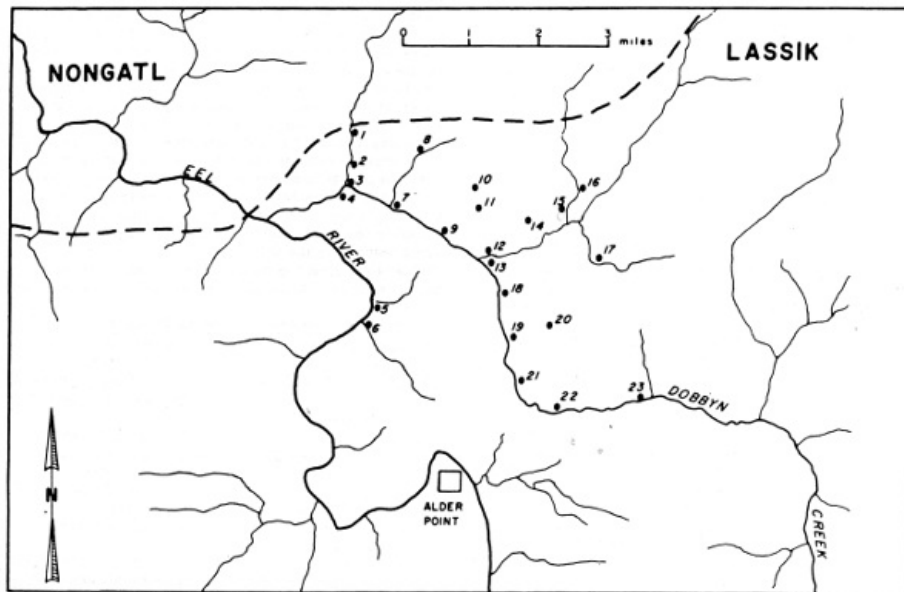 0 1 2 3
miles
NONGATL
LASSIK
1
8
2
EEL
3
10
16
4
7
11
15
14
9
12
17
RIVER
13
18
5
20
6
19
21
22
23
DOBBYN
N
ALDER
POINT
CREEK